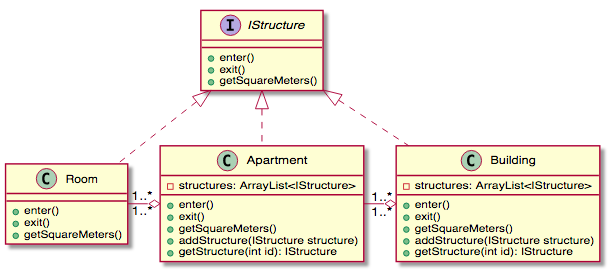 I IStructure
enter()
exit()
getSquareMeters()
C Room
enter()
exit()
getSquareMeters()
1..*
1..*
C Apartment
structures: ArrayList<IStructure>
enter()
exit()
getSquareMeters()
addStructure(IStructure structure)
getStructure(int id): IStructure
1..*
1..*
C Building
structures: ArrayList<IStructure>
enter()
exit()
getSquareMeters()
addStructure(IStructure structure)
getStructure(int id): IStructure